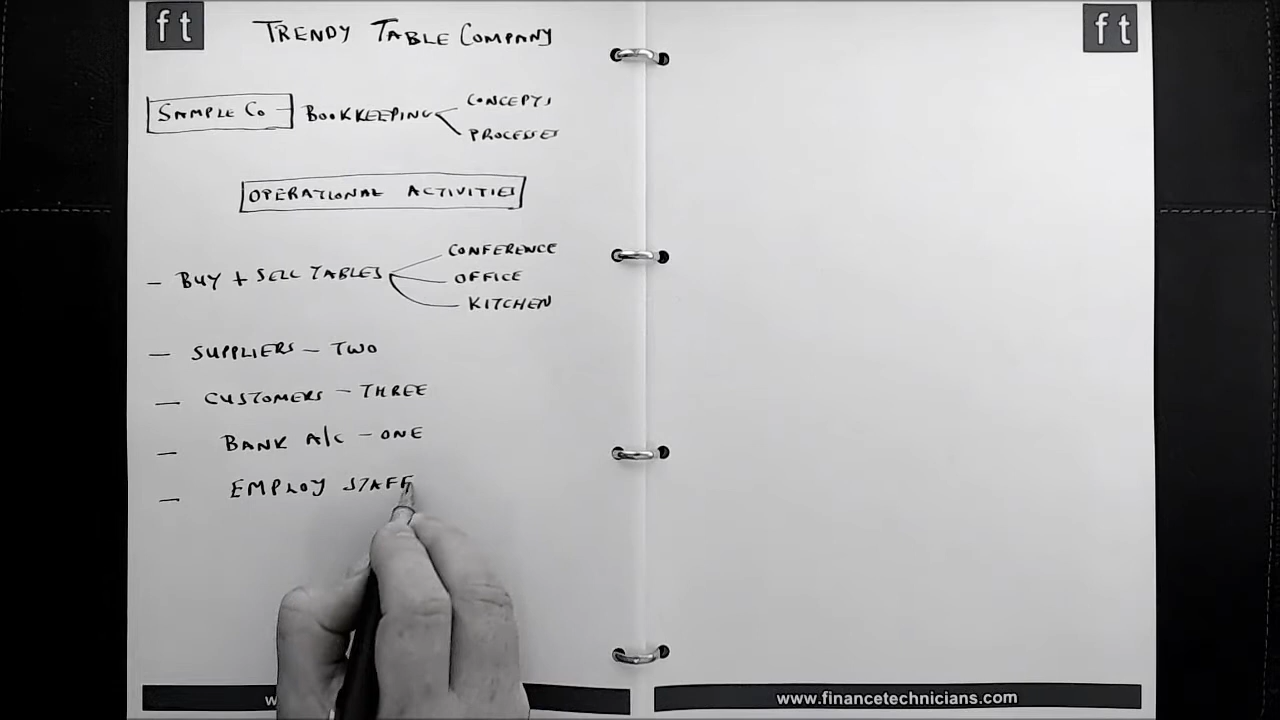 ft
TRENDY TABLE COMPANY
SAMPLE CO - BOOKKEEPING
CONCEPTS
PROCESSES
OPERATIONAL ACTIVITIES
- BUY + SELL TABLES
CONFERENCE
OFFICE
KITCHEN
- SUPPLIERS - TWO
- CUSTOMERS - THREE
- BANK A/C - ONE
- EMPLOY STAFF
w
ft
www.financetechnicians.com